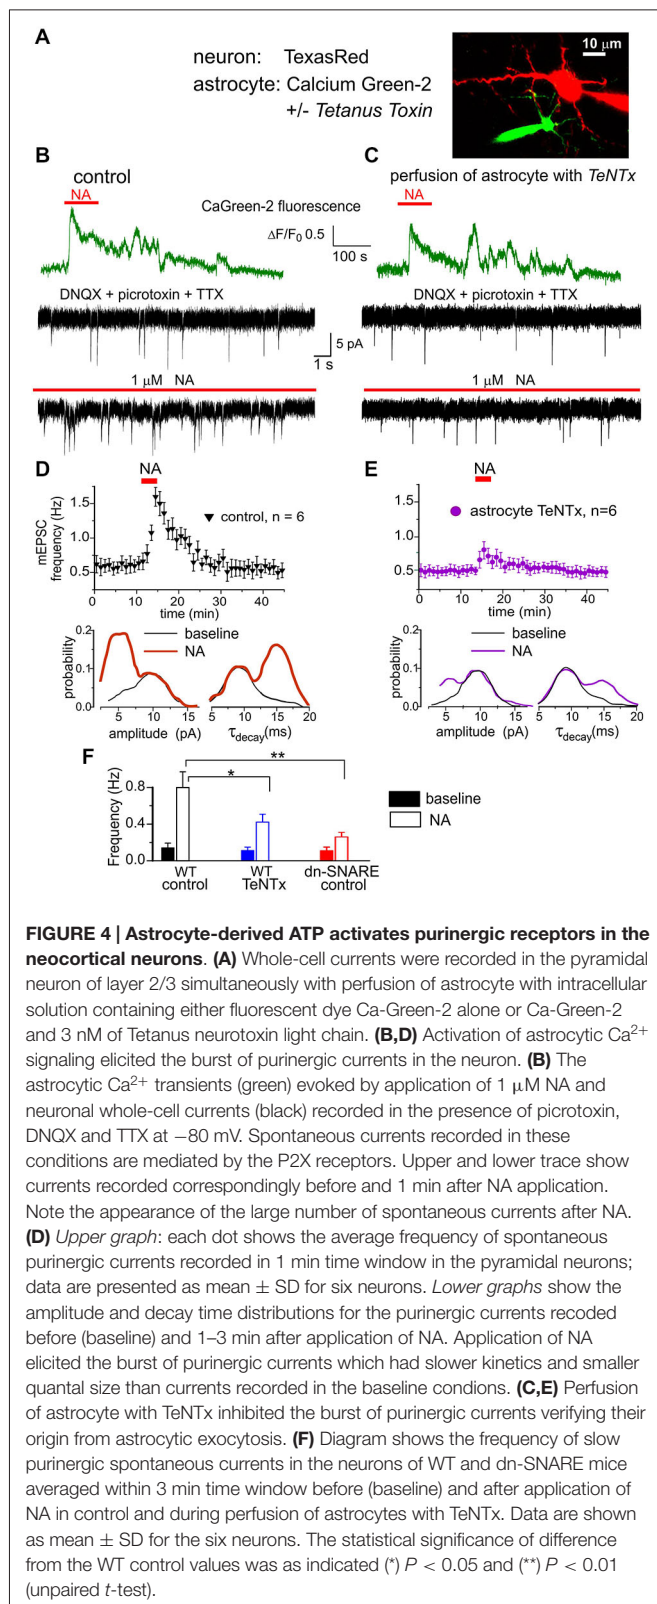 A
neuron: TexasRed
astrocyte: Calcium Green-2
+/- Tetanus Toxin
10 µm
B
control
NA
C
perfusion of astrocyte with TeNTx
NA
CaGreen-2 fluorescence
ΔF/F0 0.5
100 s
DNQX + picrotoxin + TTX
DNQX + picrotoxin + TTX
5 pA
1 s
1 µM NA
1 µM NA
D
NA
1.5
1.0
0.5
mEPSC
frequency (Hz)
control, n = 6
0 10 20 30 40
time (min)
E
NA
1.5
1.0
0.5
astrocyte TeNTx, n=6
0 10 20 30 40
time (min)
probability
0.2
0.1
0.0
baseline
NA
5 10 15
amplitude (pA)
5 10 15 20
τdecay(ms)
0.2
0.1
0.0
probability
baseline
NA
5 10 15
amplitude (pA)
5 10 15 20
τdecay(ms)
F
Frequency (Hz)
0.8
0.4
0.0
**
*
WT
control
WT
TeNTx
dn-SNARE
control
baseline
NA
FIGURE 4 | Astrocyte-derived ATP activates purinergic receptors in the
neocortical neurons. (A) Whole-cell currents were recorded in the pyramidal
neuron of layer 2/3 simultaneously with perfusion of astrocyte with intracellular
solution containing either fluorescent dye Ca-Green-2 alone or Ca-Green-2
and 3 nM of Tetanus neurotoxin light chain. (B,D) Activation of astrocytic Ca2+
signaling elicited the burst of purinergic currents in the neuron. (B) The
astrocytic Ca2+ transients (green) evoked by application of 1 µM NA and
neuronal whole-cell currents (black) recorded in the presence of picrotoxin,
DNQX and TTX at −80 mV. Spontaneous currents recorded in these
conditions are mediated by the P2X receptors. Upper and lower trace show
currents recorded correspondingly before and 1 min after NA application.
Note the appearance of the large number of spontaneous currents after NA.
(D) Upper graph: each dot shows the average frequency of spontaneous
purinergic currents recorded in 1 min time window in the pyramidal neurons;
data are presented as mean ± SD for six neurons. Lower graphs show the
amplitude and decay time distributions for the purinergic currents recoded
before (baseline) and 1–3 min after application of NA. Application of NA
elicited the burst of purinergic currents which had slower kinetics and smaller
quantal size than currents recorded in the baseline condions. (C,E) Perfusion
of astrocyte with TeNTx inhibited the burst of purinergic currents verifying their
origin from astrocytic exocytosis. (F) Diagram shows the frequency of slow
purinergic spontaneous currents in the neurons of WT and dn-SNARE mice
averaged within 3 min time window before (baseline) and after application of
NA in control and during perfusion of astrocytes with TeNTx. Data are shown
as mean ± SD for the six neurons. The statistical significance of difference
from the WT control values was as indicated (*) P < 0.05 and (**) P < 0.01
(unpaired t-test).